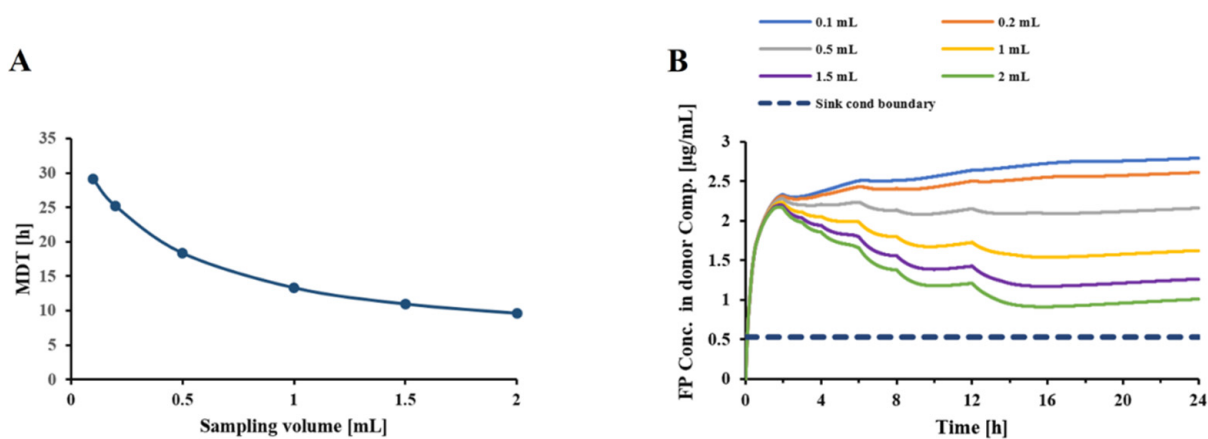 A
MDT [h]
35
30
25
20
15
10
5
0
0 0.5 1 1.5 2
Sampling volume [mL]
B
0.1 mL 0.2 mL
0.5 mL 1 mL
1.5 mL 2 mL
Sink cond boundary
FP Conc. in donor Comp. [µg/mL]
3
2.5
2
1.5
1
0.5
0
0 4 8 12 16 20 24
Time [h]